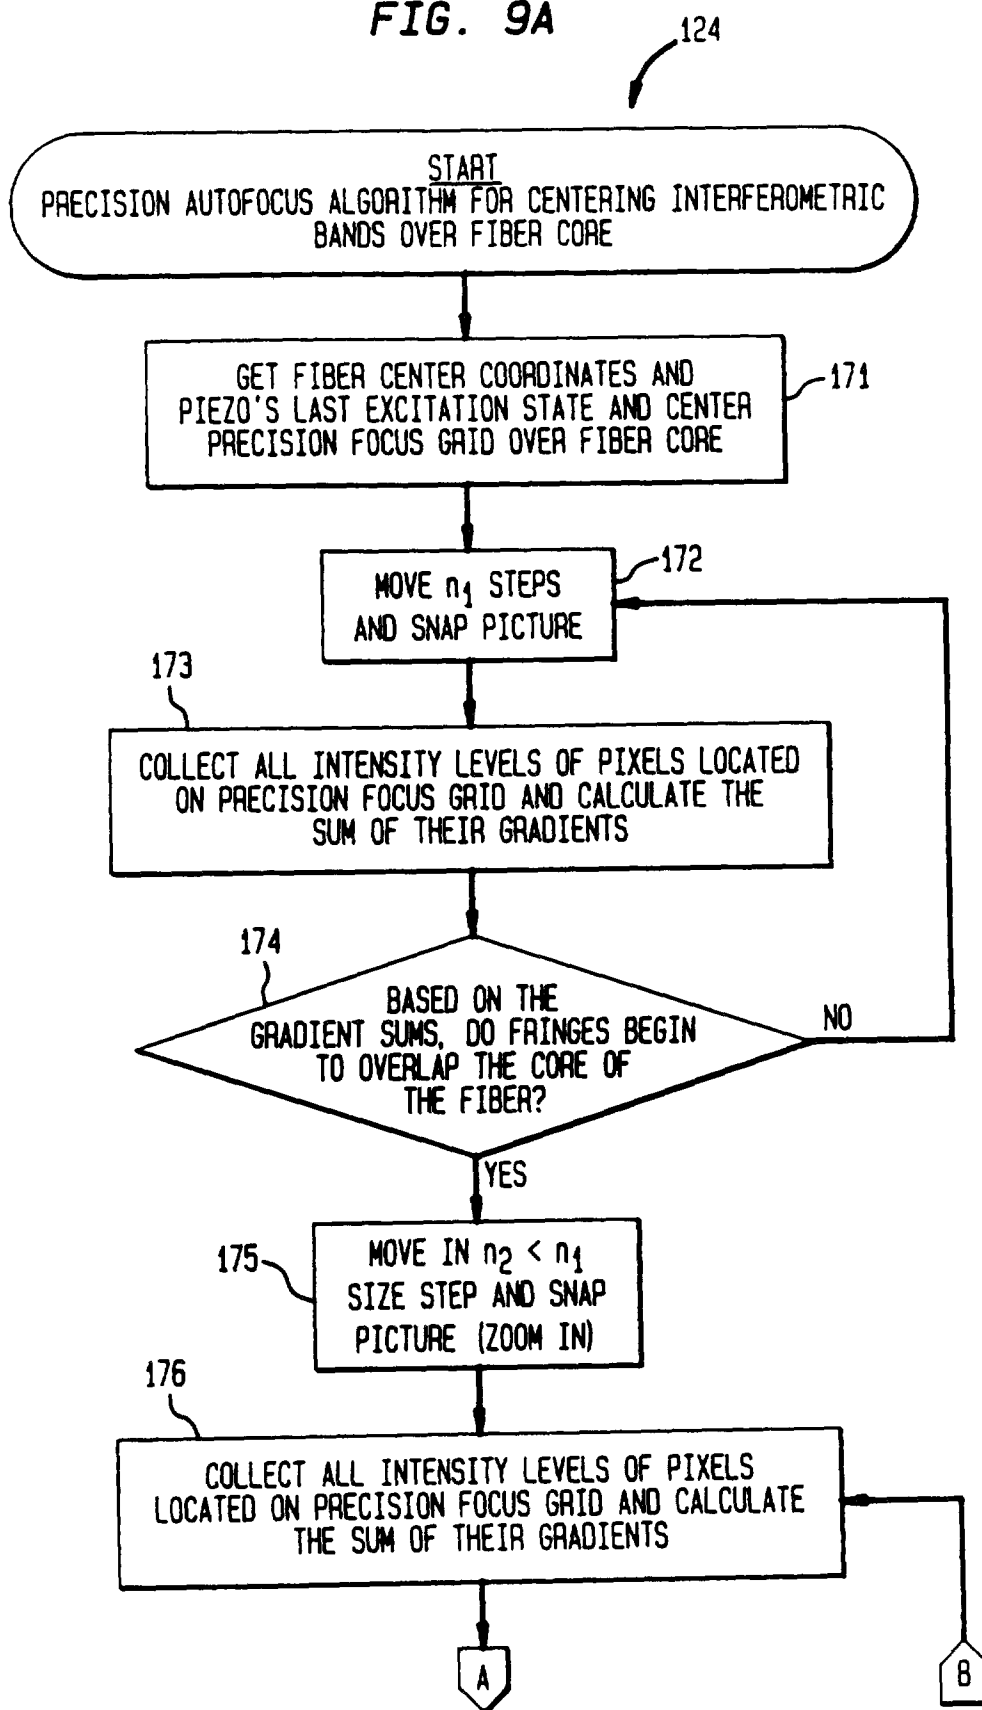 FIG. 9A
124
START
PRECISION AUTOFOCUS ALGORITHM FOR CENTERING INTERFEROMETRIC
BANDS OVER FIBER CORE
GET FIBER CENTER COORDINATES AND
PIEZO'S LAST EXCITATION STATE AND CENTER
PRECISION FOCUS GRID OVER FIBER CORE
171
MOVE n1 STEPS
AND SNAP PICTURE
172
173
COLLECT ALL INTENSITY LEVELS OF PIXELS LOCATED
ON PRECISION FOCUS GRID AND CALCULATE THE
SUM OF THEIR GRADIENTS
174
BASED ON THE
GRADIENT SUMS, DO FRINGES BEGIN
TO OVERLAP THE CORE OF
THE FIBER?
NO
YES
175
MOVE IN n2 < n1
SIZE STEP AND SNAP
PICTURE (ZOOM IN)
176
COLLECT ALL INTENSITY LEVELS OF PIXELS
LOCATED ON PRECISION FOCUS GRID AND CALCULATE
THE SUM OF THEIR GRADIENTS
A
B